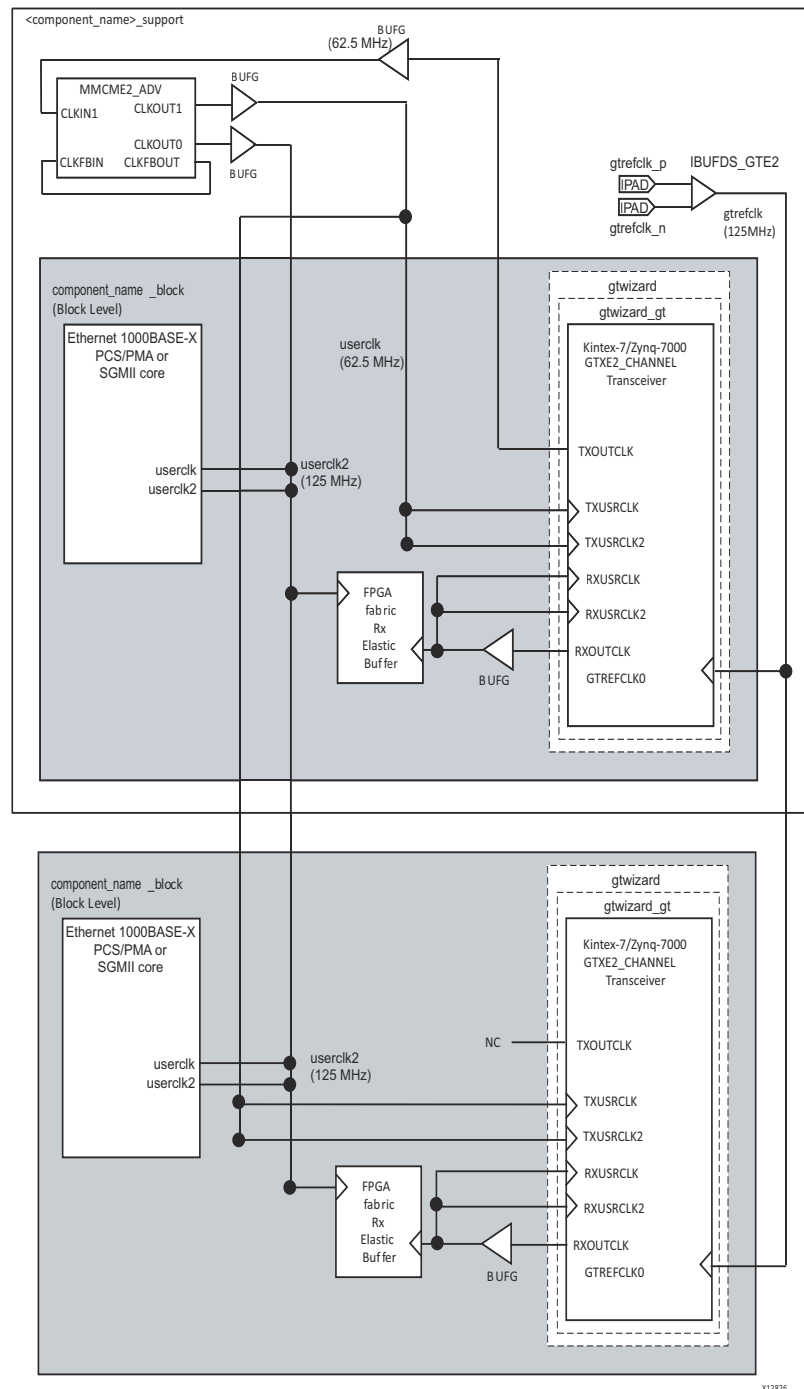 <component_name>_support
BUFG
(62.5 MHz)
MMCME2_ADV
BUFG
CLKIN1
CLKOUT1
CLKOUT0
CLKFBIN
CLKFBOUT
BUFG
gtrefclk_p
IBUFDS_GTE2
IPAD
IPAD
gtrefclk_n
gtrefclk
(125MHz)
component_name _block
(Block Level)
Ethernet 1000BASE-X
PCS/PMA or
SGMII core
userclk
userclk2
userclk
(62.5 MHz)
userclk2
(125 MHz)
FPGA
fabric
Rx
Elastic
Buffer
BUFG
gtwizard
gtwizard_gt
Kintex-7/Zynq-7000
GTXE2_CHANNEL
Transceiver
TXOUTCLK
TXUSRCLK
TXUSRCLK2
RXUSRCLK
RXUSRCLK2
RXOUTCLK
GTREFCLK0
component_name _block
(Block Level)
Ethernet 1000BASE-X
PCS/PMA or
SGMII core
userclk
userclk2
userclk2
(125 MHz)
FPGA
fabric
Rx
Elastic
Buffer
BUFG
NC
gtwizard
gtwizard_gt
Kintex-7/Zynq-7000
GTXE2_CHANNEL
Transceiver
TXOUTCLK
TXUSRCLK
TXUSRCLK2
RXUSRCLK
RXUSRCLK2
RXOUTCLK
GTREFCLK0
X12826